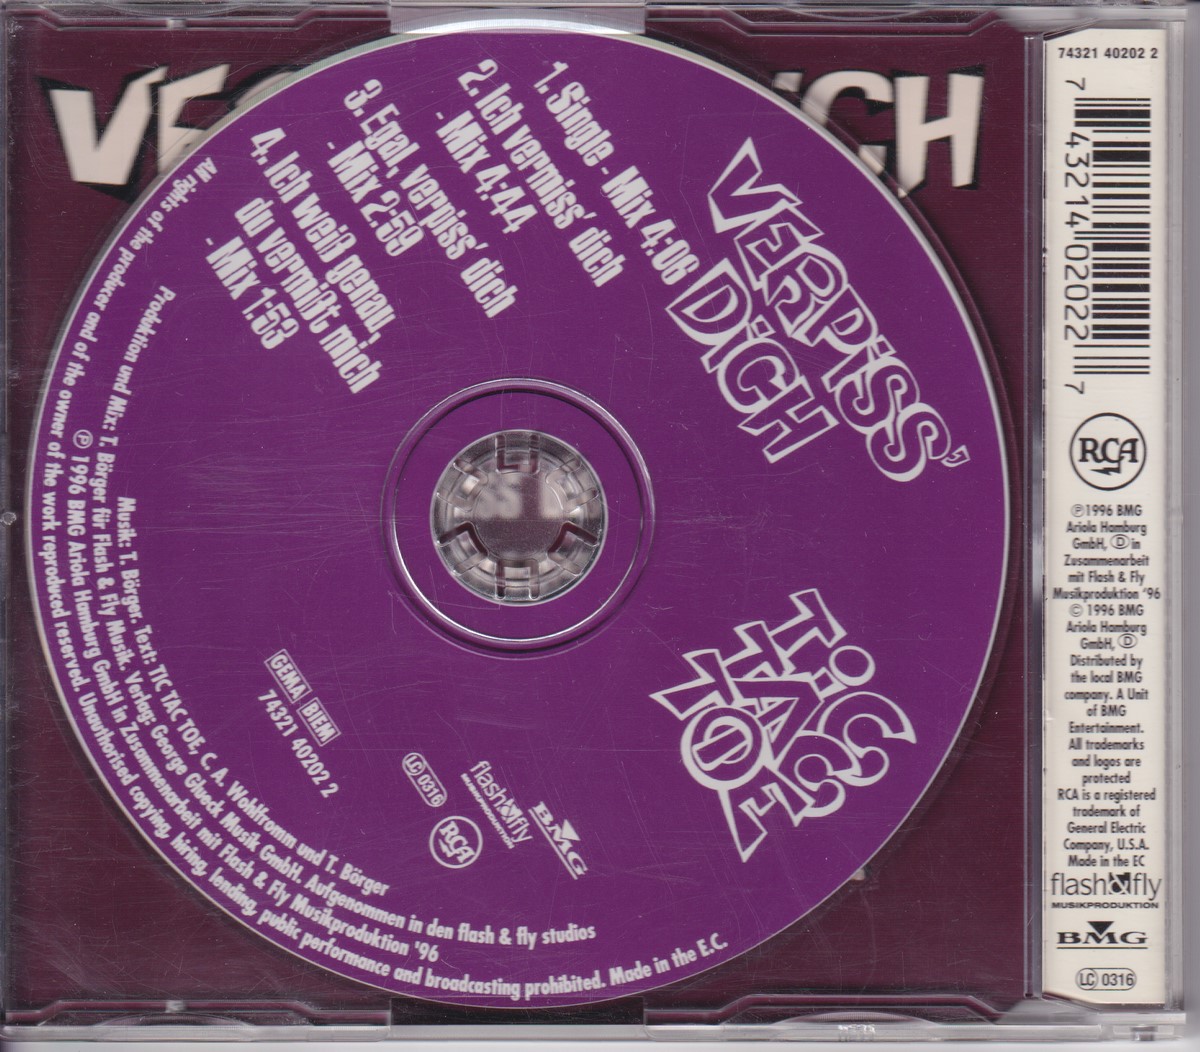 VERPISS'
DICH
1. Single - Mix 4:06
2. Ich vermiss' dich
- Mix 4:44
3. Egal, verpiss' dich
- Mix 2:59
4. Ich weiß genau,
du vermißt mich
- Mix 1:53
TIC
TAC
TOE
Musik: T. Börger. Text: TIC TAC TOE, C. A. Wohlfromm und T. Börger
Produktion und Mix: T. Börger für Flash & Fly Musik. Verlag: George Glueck Musik GmbH. Aufgenommen in den flash & fly studios
℗ 1996 BMG Ariola Hamburg GmbH in Zusammenarbeit mit Flash & Fly Musikproduktion '96
All rights of the producer and of the owner of the work reproduced reserved. Unauthorised copying, hiring, lending, public performance and broadcasting prohibited. Made in the E.C.
GEMA BIEM
74321 40202 2
LC 0316
flash&fly
MUSIKPRODUKTION
BMG
RCA
CH
74321 40202 2
7 43214 02022 7
RCA
℗1996 BMG
Ariola Hamburg
GmbH, Ⓓ in
Zusammenarbeit
mit Flash & Fly
Musikproduktion '96
© 1996 BMG
Ariola Hamburg
GmbH, Ⓓ
Distributed by
the local BMG
company. A Unit
of BMG
Entertainment.
All trademarks
and logos are
protected
RCA is a registered
trademark of
General Electric
Company, U.S.A.
Made in the EC
flash&fly
MUSIKPRODUKTION
BMG
LC 0316